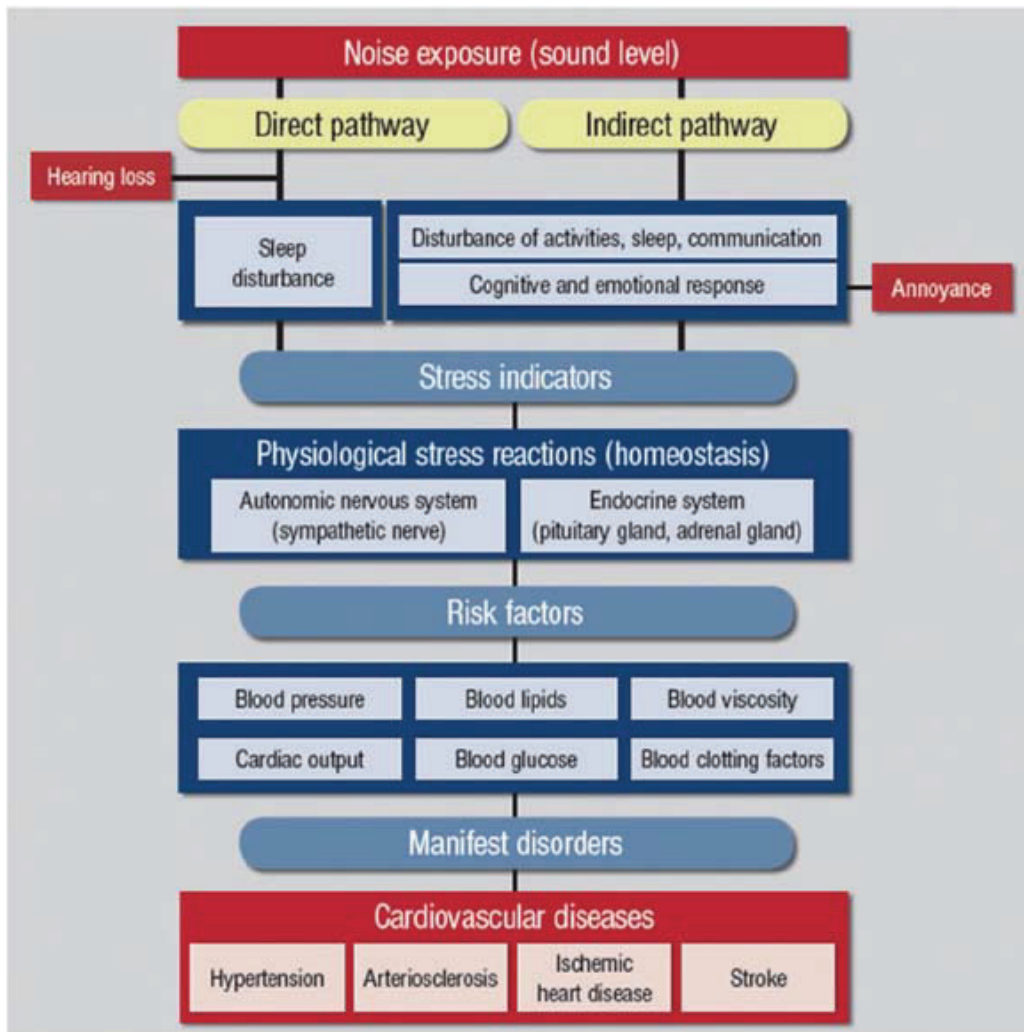 Noise exposure (sound level)
Direct pathway
Indirect pathway
Hearing loss
Sleep
disturbance
Disturbance of activities, sleep, communication
Cognitive and emotional response
Annoyance
Stress indicators
Physiological stress reactions (homeostasis)
Autonomic nervous system
(sympathetic nerve)
Endocrine system
(pituitary gland, adrenal gland)
Risk factors
Blood pressure
Blood lipids
Blood viscosity
Cardiac output
Blood glucose
Blood clotting factors
Manifest disorders
Cardiovascular diseases
Hypertension
Arteriosclerosis
Ischemic
heart disease
Stroke